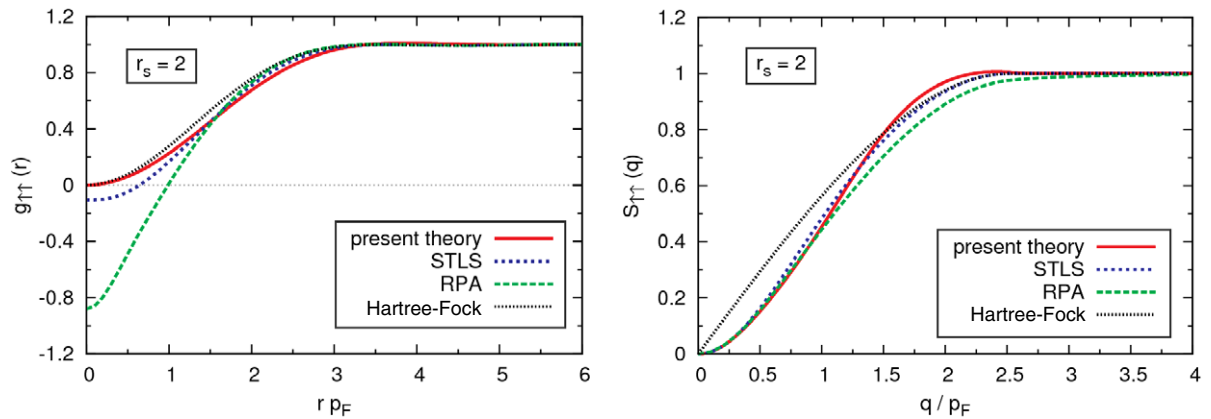 r_s = 2
1.2
0.8
0.4
0
-0.4
-0.8
-1.2
g↑↑ (r)
present theory
STLS
RPA
Hartree-Fock
0 1 2 3 4 5 6
r p_F
r_s = 2
1
0.8
0.6
0.4
0.2
0
S↑↑ (q)
present theory
STLS
RPA
Hartree-Fock
0 0.5 1 1.5 2 2.5 3 3.5 4
q / p_F